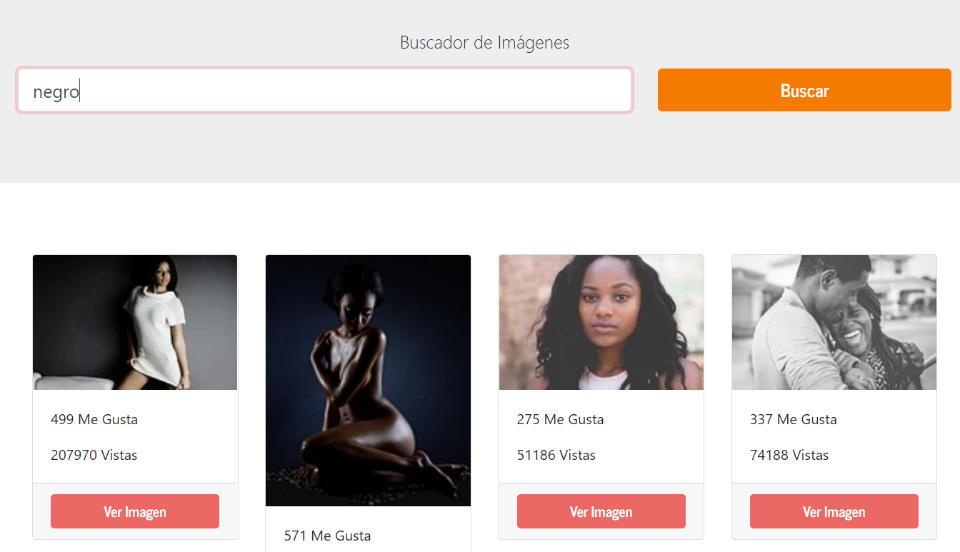 Buscador de Imágenes
negro
Buscar
499 Me Gusta
207970 Vistas
Ver Imagen
571 Me Gusta
275 Me Gusta
51186 Vistas
Ver Imagen
337 Me Gusta
74188 Vistas
Ver Imagen